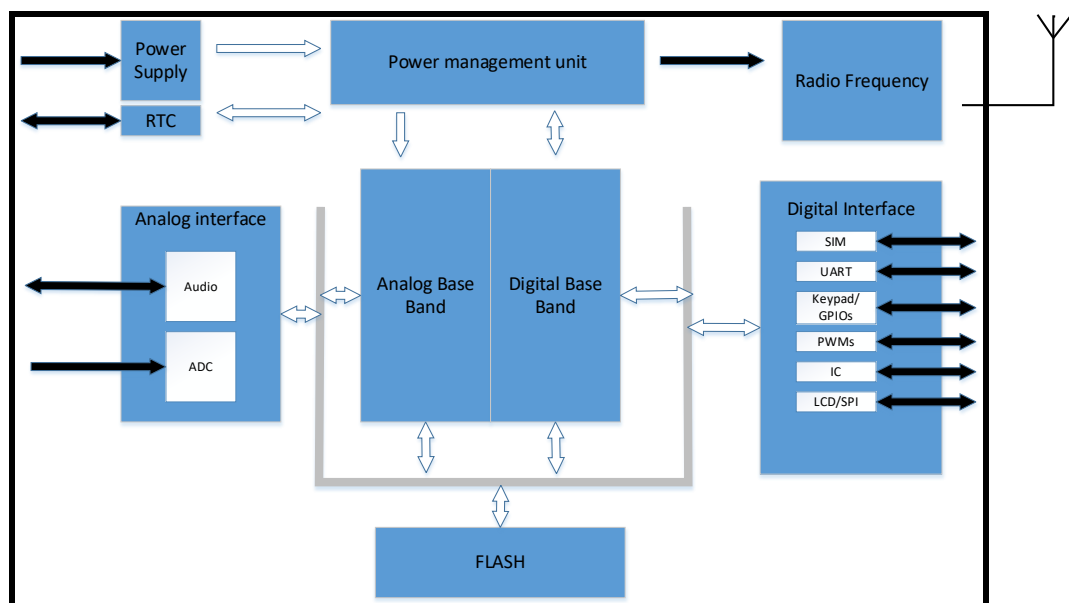 Power
Supply
Power management unit
Radio Frequency
RTC
Analog interface
Audio
ADC
Analog Base
Band
Digital Base
Band
Digital Interface
SIM
UART
Keypad/
GPIOs
PWMs
IC
LCD/SPI
FLASH